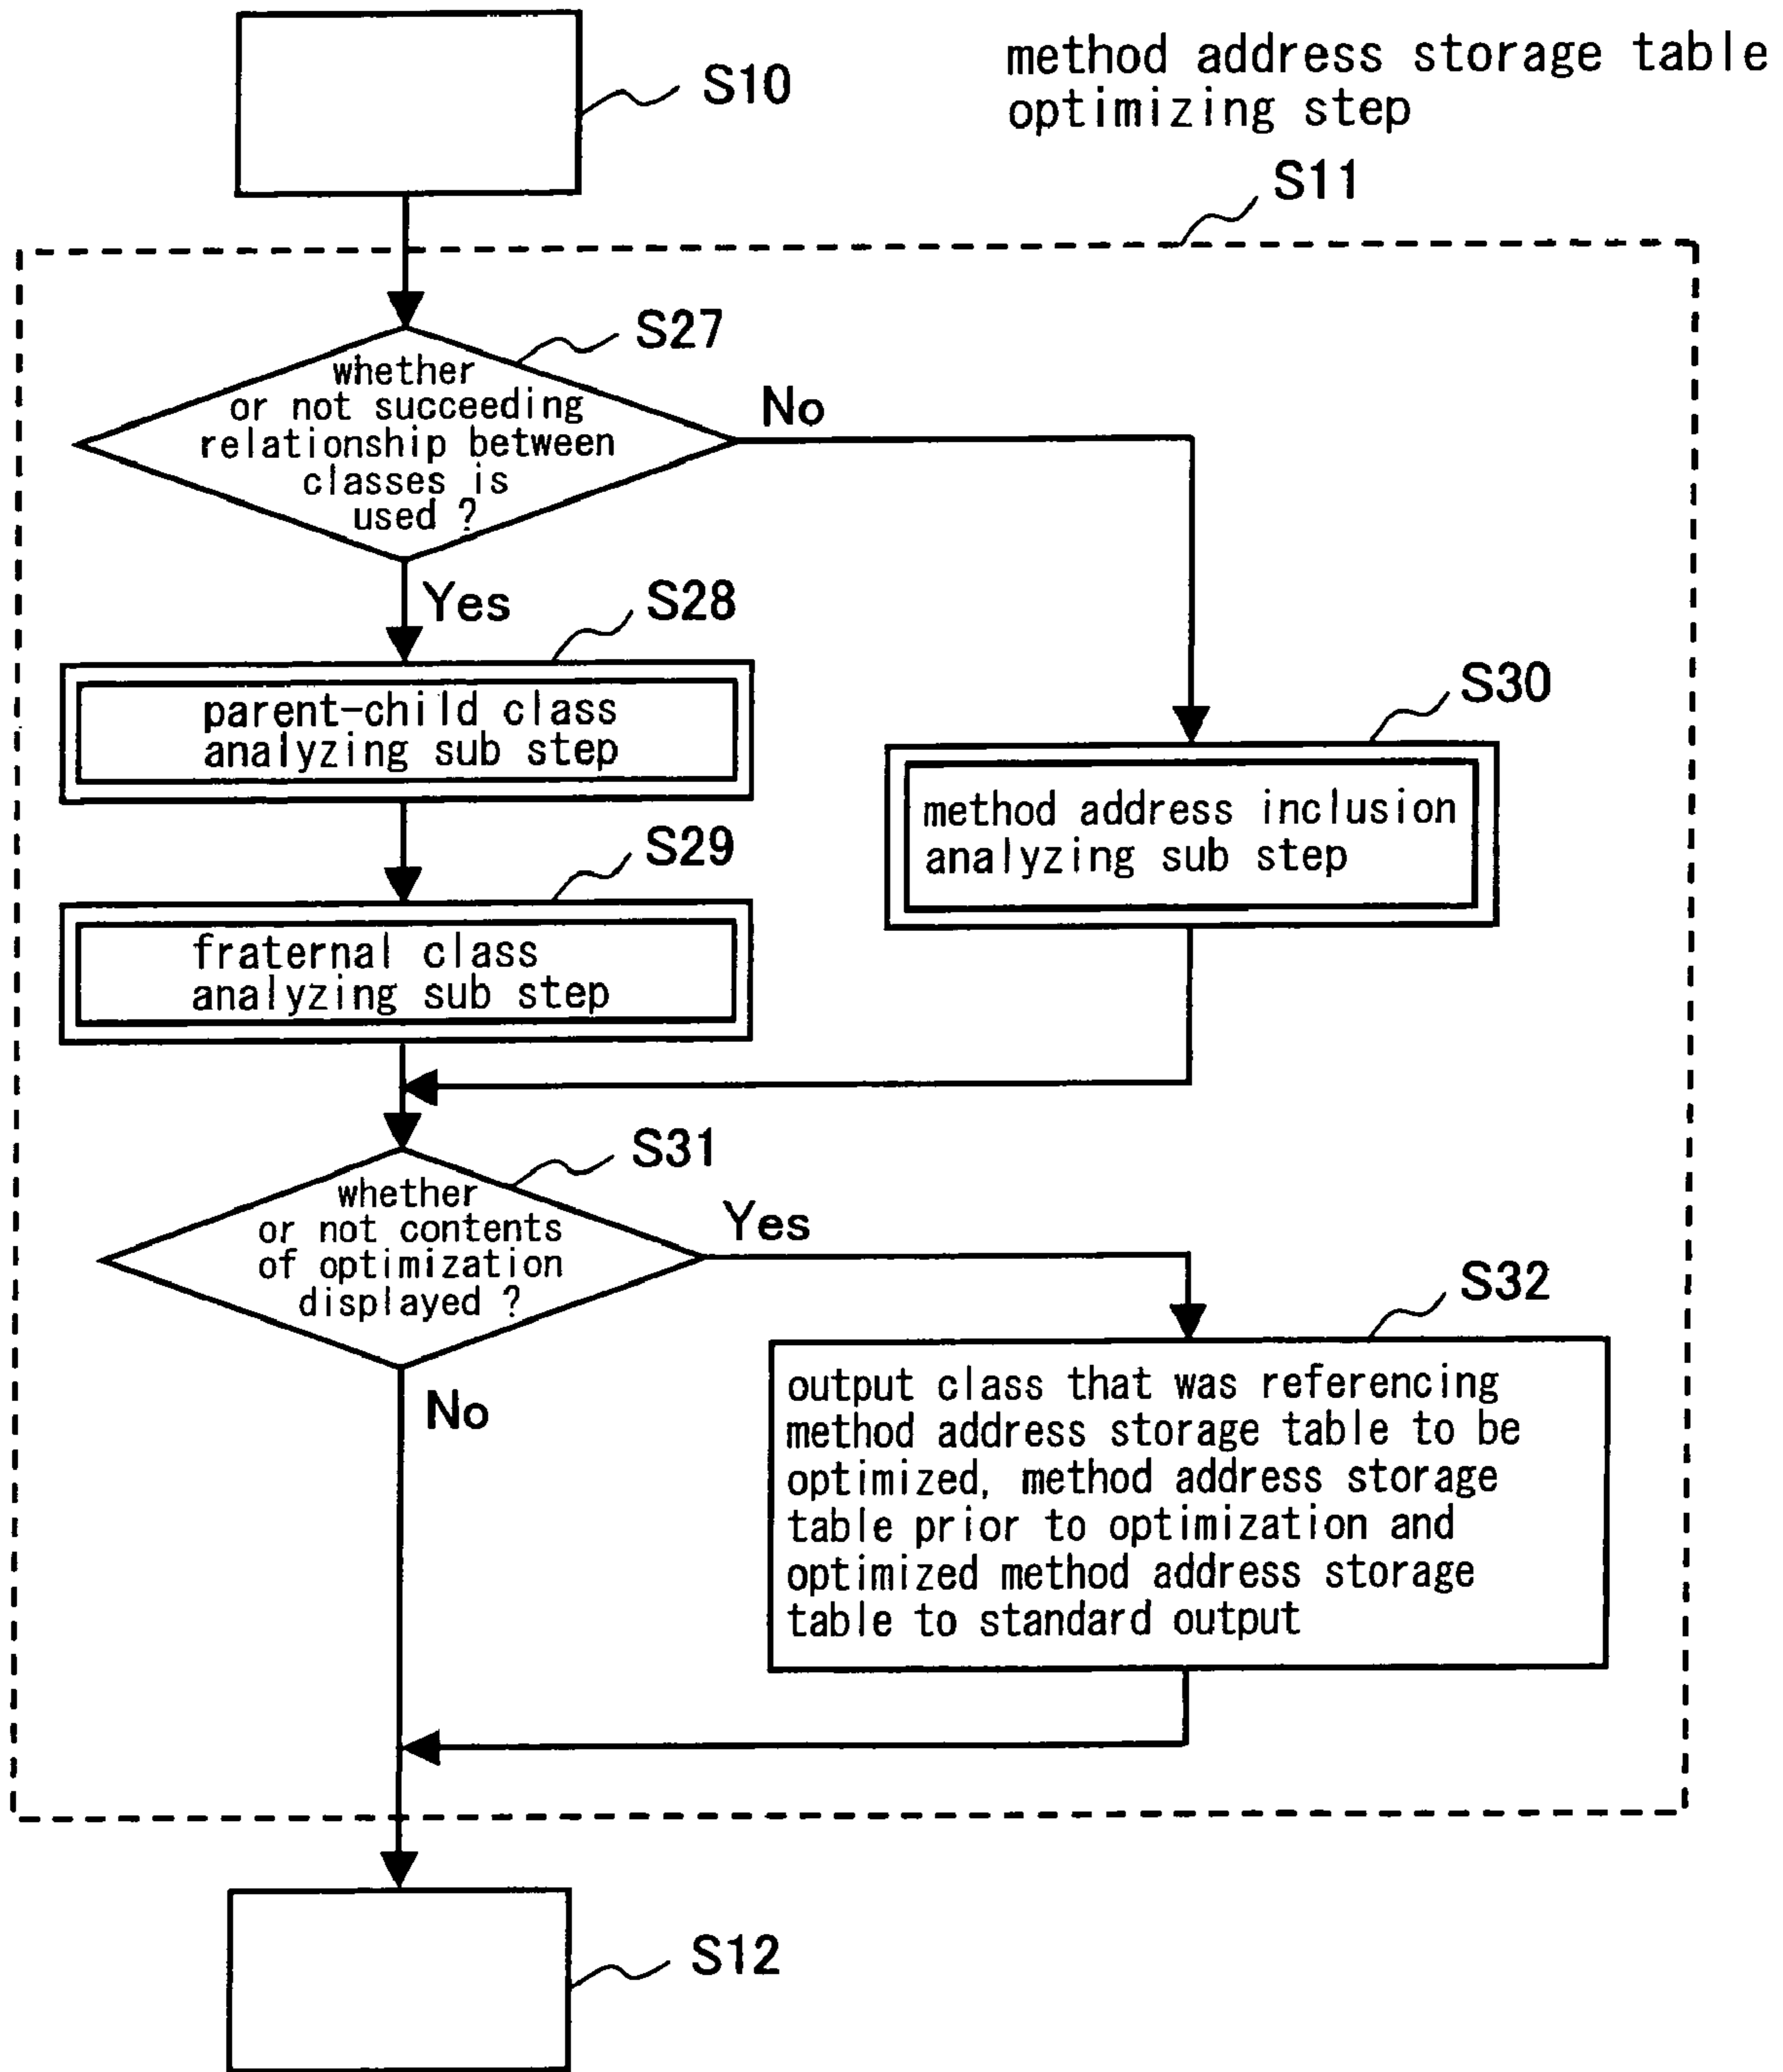 S10
method address storage table
optimizing step
S11
S27
whether
or not succeeding
relationship between
classes is
used ?
No
Yes
S28
parent-child class
analyzing sub step
S30
method address inclusion
analyzing sub step
S29
fraternal class
analyzing sub step
S31
whether
or not contents
of optimization
displayed ?
Yes
No
S32
output class that was referencing
method address storage table to be
optimized, method address storage
table prior to optimization and
optimized method address storage
table to standard output
S12